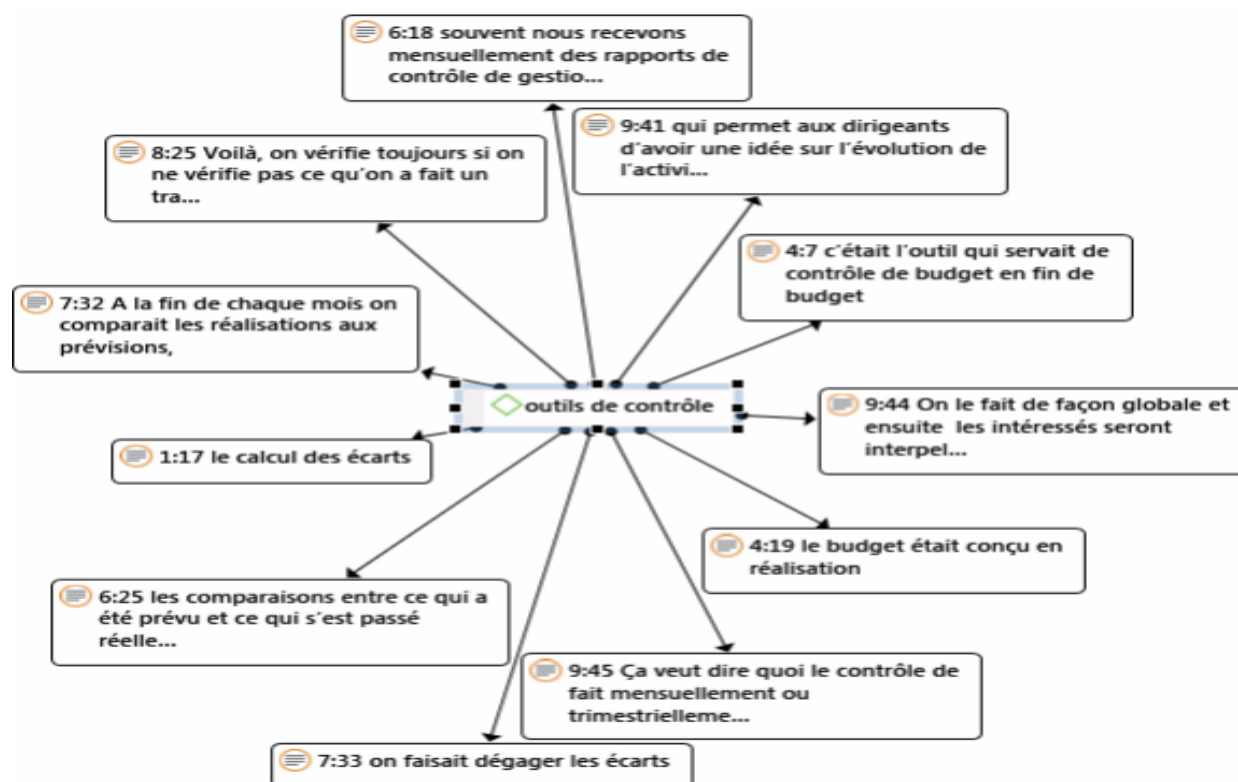 6:18 souvent nous recevons
mensuellement des rapports de
contrôle de gestio...
9:41 qui permet aux dirigeants
d´avoir une idée sur l´évolution de
l´activi...
8:25 Voilà, on vérifie toujours si on
ne vérifie pas ce qu´on a fait un
tra...
4:7 c´était l´outil qui servait de
contrôle de budget en fin de
budget
7:32 A la fin de chaque mois on
comparait les réalisations aux
prévisions,
outils de contrôle
9:44 On le fait de façon globale et
ensuite les intéressés seront
interpel...
1:17 le calcul des écarts
4:19 le budget était conçu en
réalisation
6:25 les comparaisons entre ce qui a
été prévu et ce qui s´est passé
réelle...
9:45 Ça veut dire quoi le contrôle de
fait mensuellement ou
trimestrielleme...
7:33 on faisait dégager les écarts